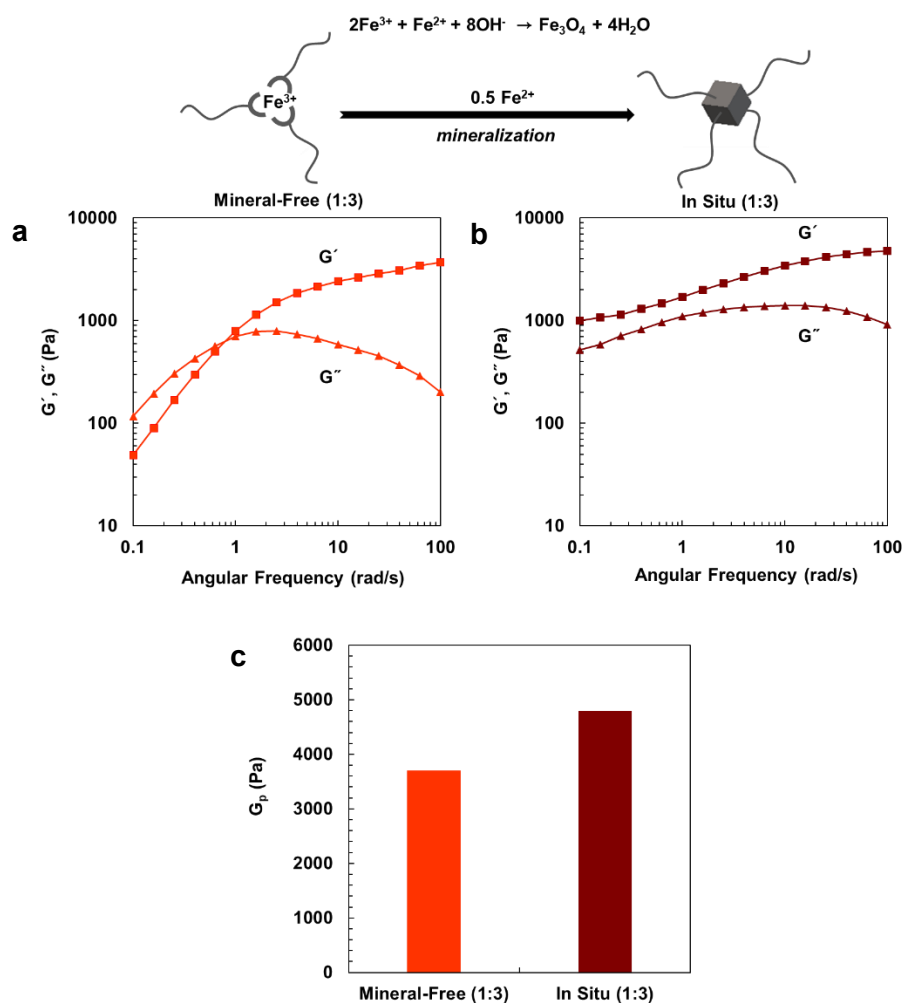 2Fe³⁺ + Fe²⁺ + 8OH⁻ → Fe₃O₄ + 4H₂O
Fe³⁺
0.5 Fe²⁺
mineralization
Mineral-Free (1:3)
In Situ (1:3)
a
10000
1000
100
10
G´, G˝ (Pa)
G´
G˝
0.1 1 10 100
Angular Frequency (rad/s)
b
10000
1000
100
10
G´, G˝ (Pa)
G´
G˝
0.1 1 10 100
Angular Frequency (rad/s)
c
6000
5000
4000
3000
2000
1000
0
Gₚ (Pa)
Mineral-Free (1:3) In Situ (1:3)